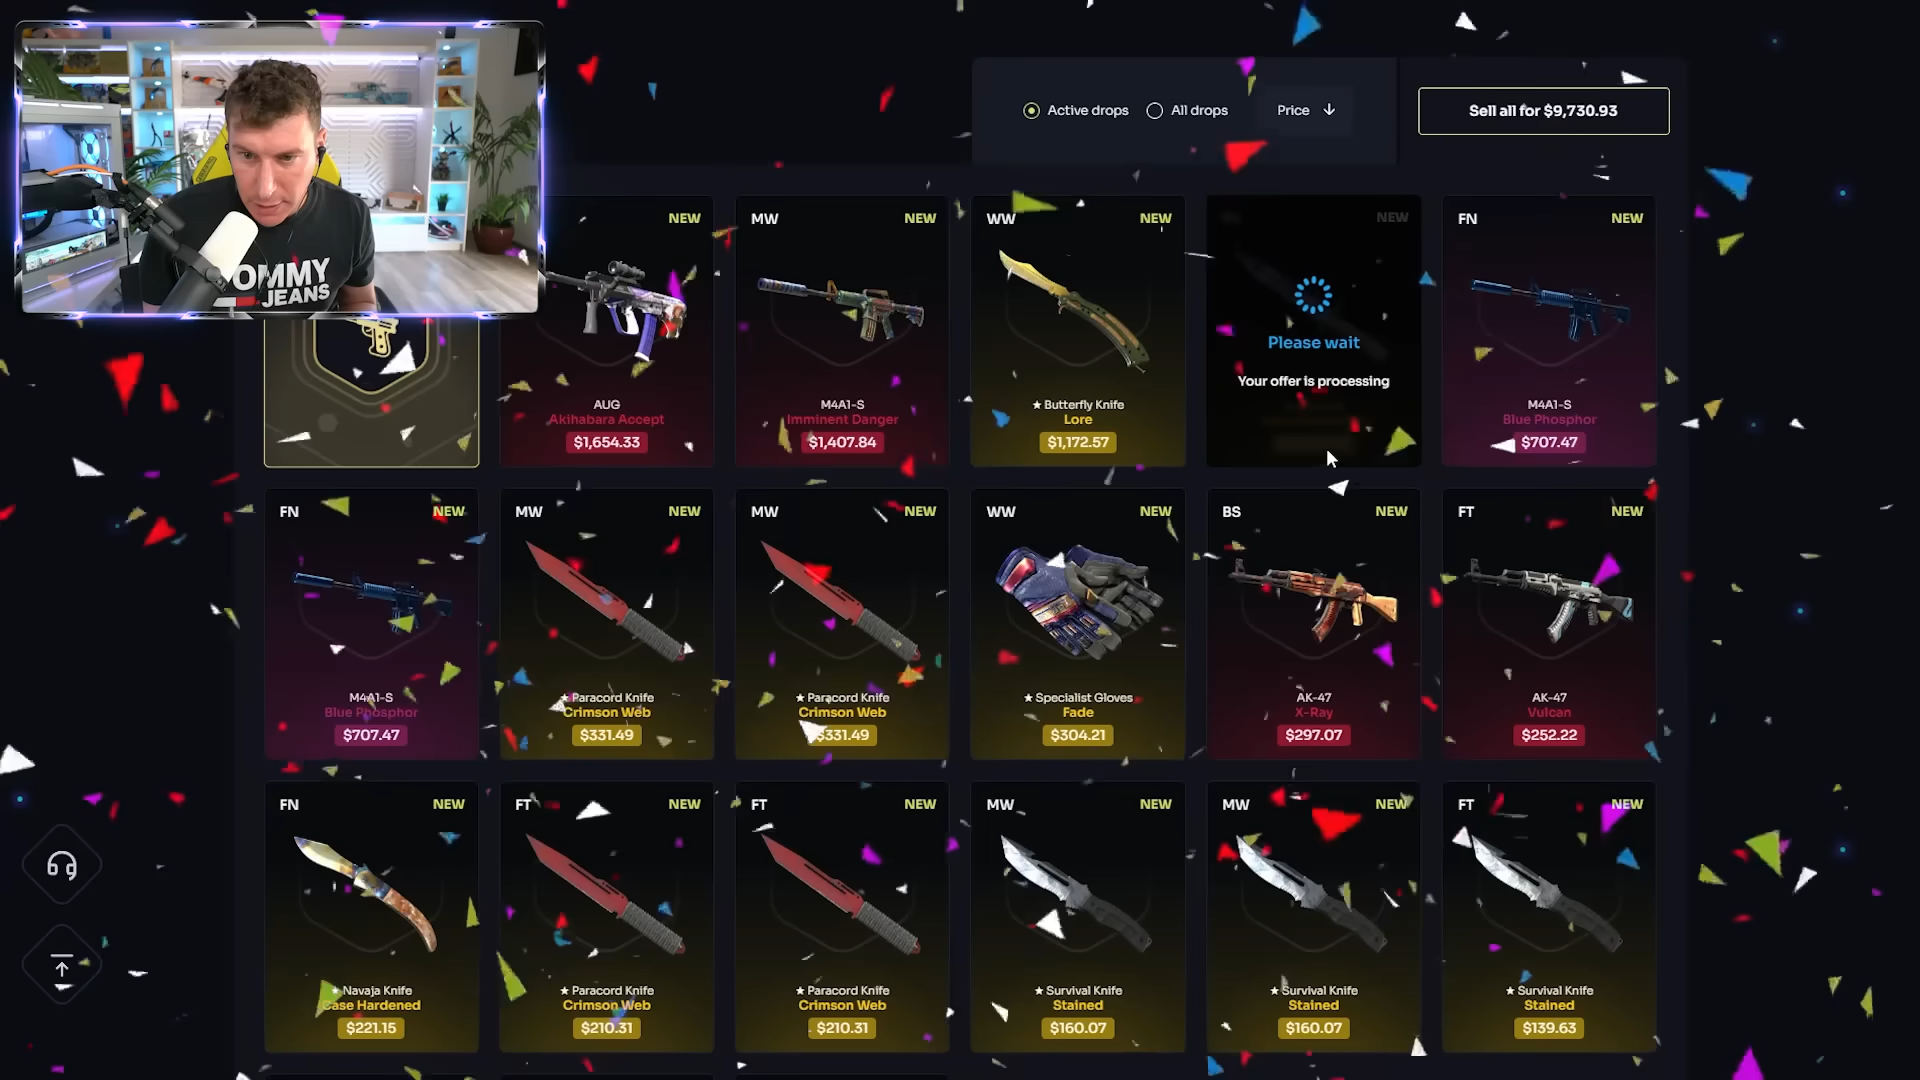 Active drops
All drops
Price
Sell all for $9,730.93
NEW
AUG
Akihabara Accept
$1,654.33
MW
NEW
M4A1-S
Imminent Danger
$1,407.84
WW
NEW
★ Butterfly Knife
Lore
$1,172.57
NEW
Please wait
Your offer is processing
FN
NEW
M4A1-S
Blue Phosphor
$707.47
OMMY
JEANS
FN
NEW
M4A1-S
Blue Phosphor
$707.47
MW
NEW
★ Paracord Knife
Crimson Web
$331.49
MW
NEW
★ Paracord Knife
Crimson Web
$331.49
WW
NEW
★ Specialist Gloves
Fade
$304.21
BS
NEW
AK-47
X-Ray
$297.07
FT
NEW
AK-47
Vulcan
$252.22
FN
NEW
★ Navaja Knife
Case Hardened
$221.15
FT
NEW
★ Paracord Knife
Crimson Web
$210.31
FT
NEW
★ Paracord Knife
Crimson Web
$210.31
MW
NEW
★ Survival Knife
Stained
$160.07
MW
NEW
★ Survival Knife
Stained
$160.07
FT
NEW
★ Survival Knife
Stained
$139.63